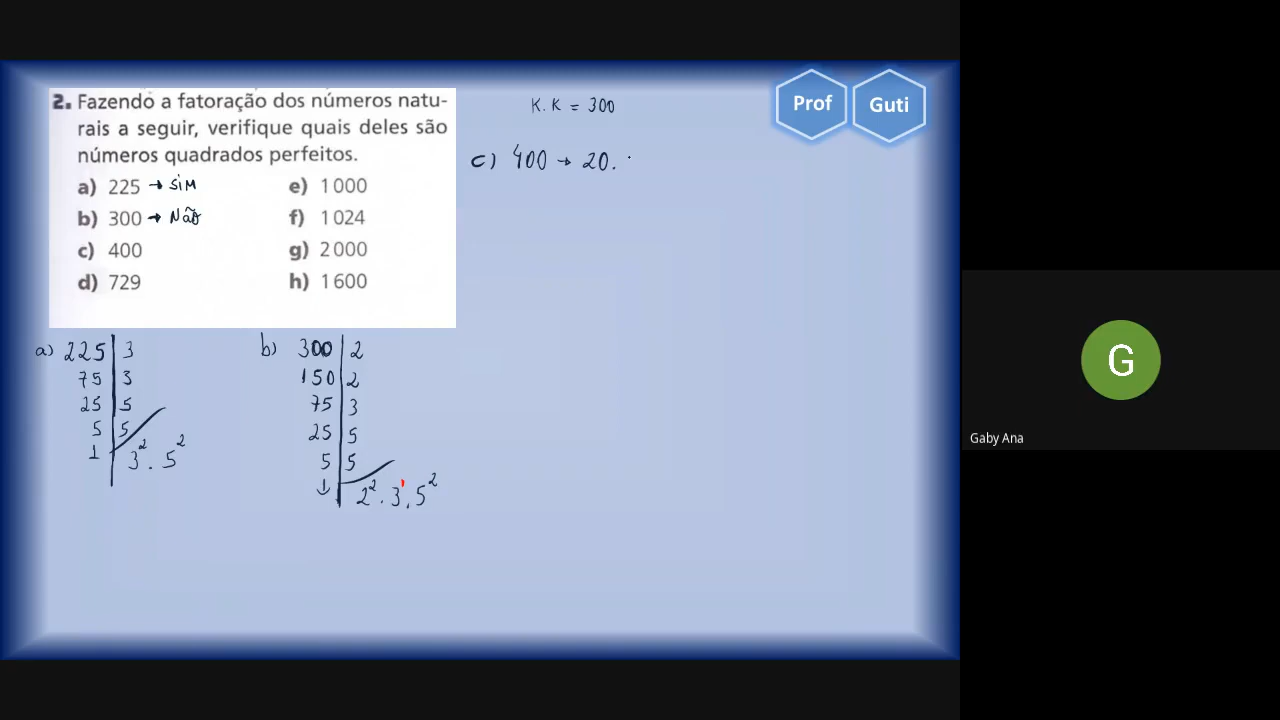 2. Fazendo a fatoração dos números natu-
rais a seguir, verifique quais deles são
números quadrados perfeitos.
a) 225 → SIM
b) 300 → NÃO
c) 400
d) 729
e) 1 000
f) 1 024
g) 2 000
h) 1 600
K.K = 300
c) 400 → 20.
Prof Guti
a) 225 | 3
75 | 3
25 | 5
5 | 5
1 | 3² . 5²
b) 300 | 2
150 | 2
75 | 3
25 | 5
5 | 5
1 | 2² . 3¹ . 5²
G
Gaby Ana